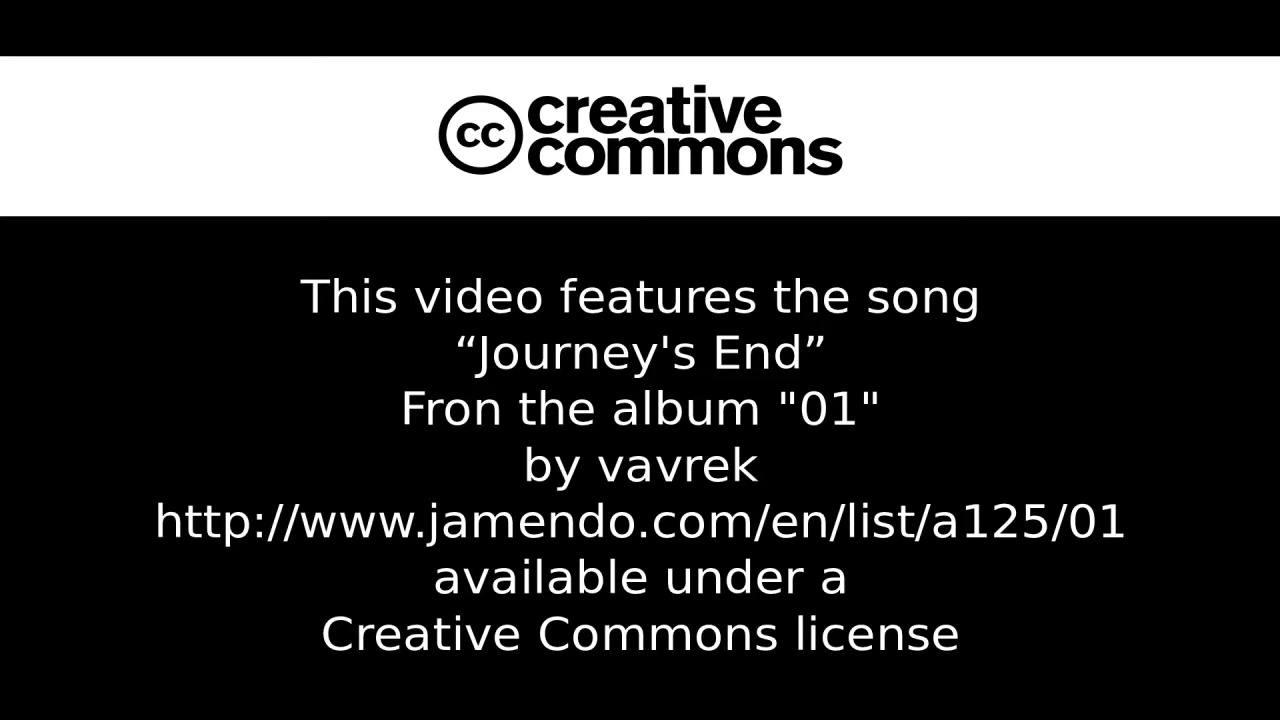 cc creative
commons
This video features the song
“Journey's End”
Fron the album "01"
by vavrek
http://www.jamendo.com/en/list/a125/01
available under a
Creative Commons license